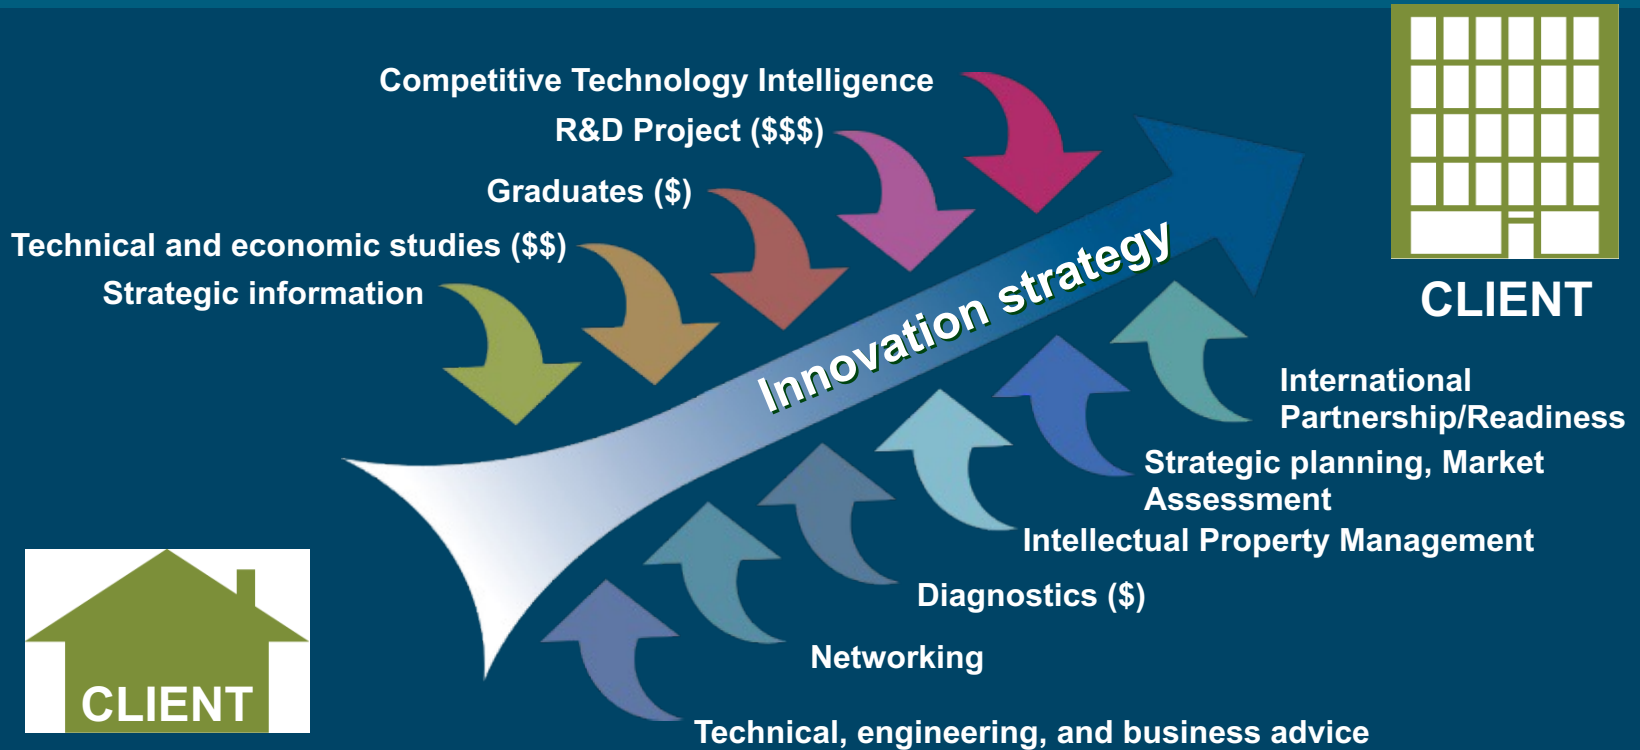 Competitive Technology Intelligence
R&D Project ($$$)
Graduates ($)
Technical and economic studies ($$)
Strategic information
Innovation strategy
CLIENT
International
Partnership/Readiness
Strategic planning, Market
Assessment
Intellectual Property Management
Diagnostics ($)
Networking
Technical, engineering, and business advice
CLIENT